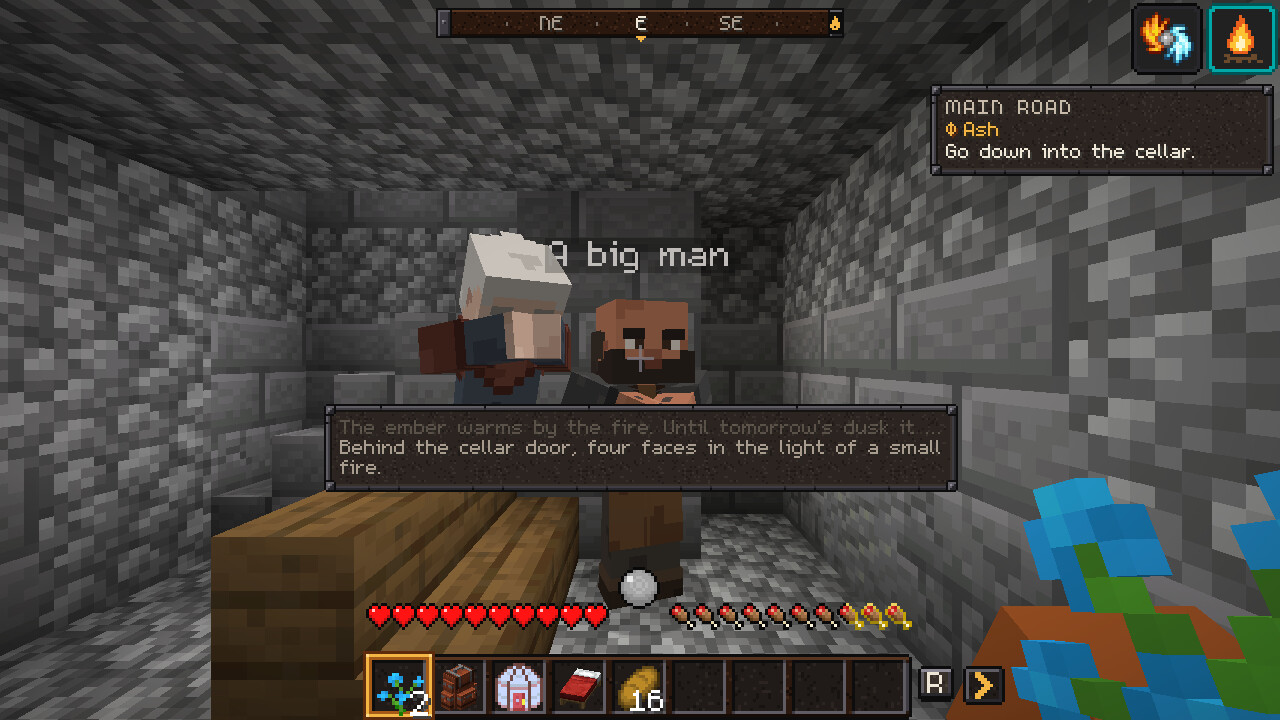 NE E SE
MAIN ROAD
Ash
Go down into the cellar.
A big man
The ember warms by the fire. Until tomorrow's dusk it ....
Behind the cellar door, four faces in the light of a small
fire.
2
16
R